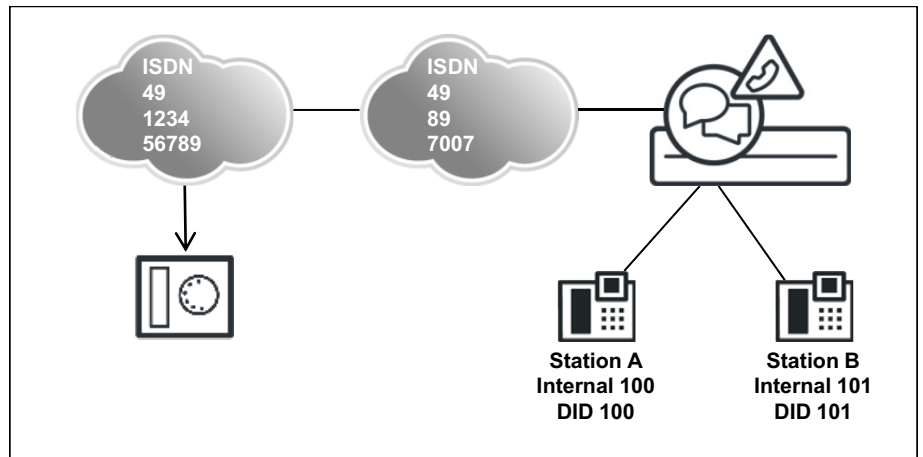 ISDN
49
1234
56789
ISDN
49
89
7007
Station A
Internal 100
DID 100
Station B
Internal 101
DID 101